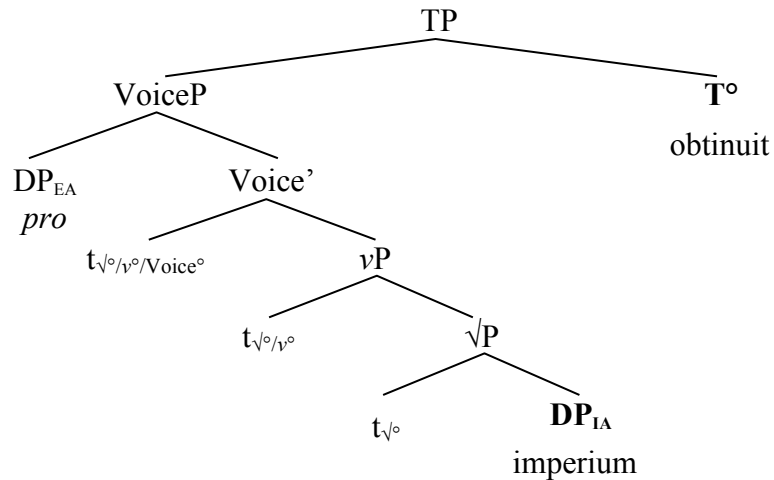 TP
VoiceP T°
obtinuit
DP_EA Voice’
pro
t_√°/v°/Voice° vP
t_√°/v° √P
t_√° DP_IA
imperium